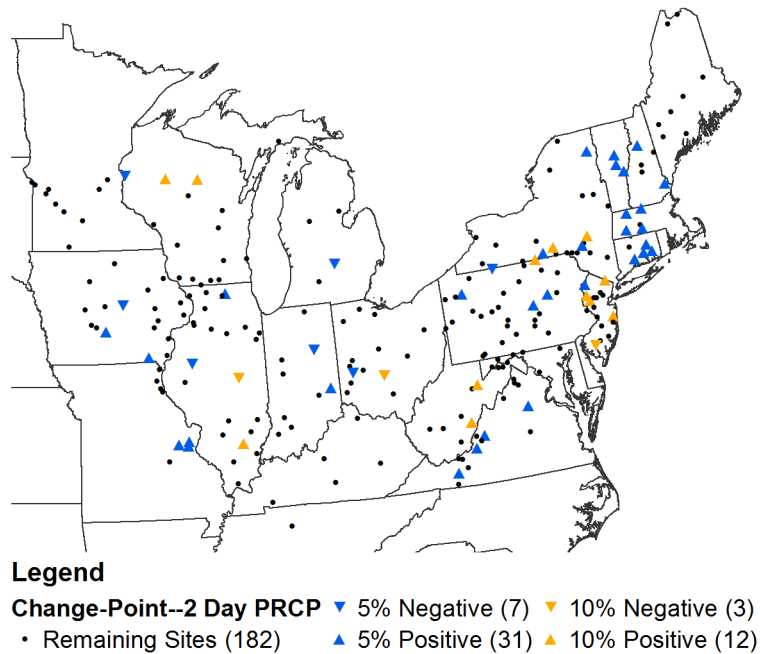 Legend
Change-Point--2 Day PRCP ▼ 5% Negative (7) ▼ 10% Negative (3)
• Remaining Sites (182) ▲ 5% Positive (31) ▲ 10% Positive (12)